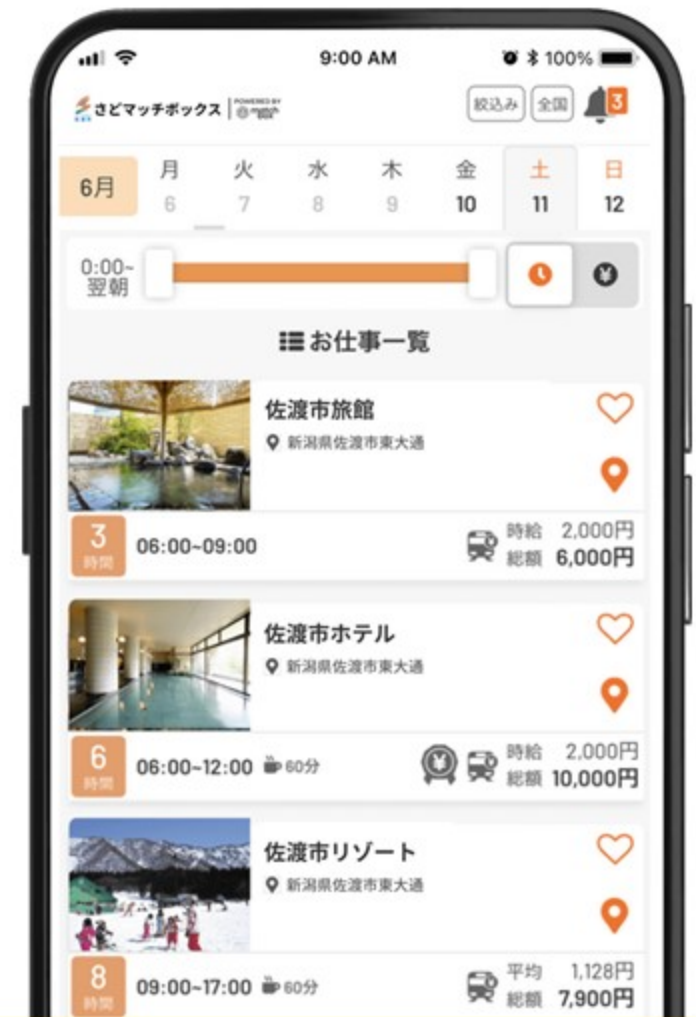 9:00 AM
100%
さどマッチボックス
POWERED BY
絞込み
全国
3
6月
月 火 水 木 金 土 日
6 7 8 9 10 11 12
0:00~
翌朝
お仕事一覧
佐渡市旅館
新潟県佐渡市東大通
3
時間
06:00~09:00
時給 2,000円
総額 6,000円
佐渡市ホテル
新潟県佐渡市東大通
6
時間
06:00~12:00 60分
¥
時給 2,000円
総額 10,000円
佐渡市リゾート
新潟県佐渡市東大通
8
時間
09:00~17:00 60分
平均 1,128円
総額 7,900円